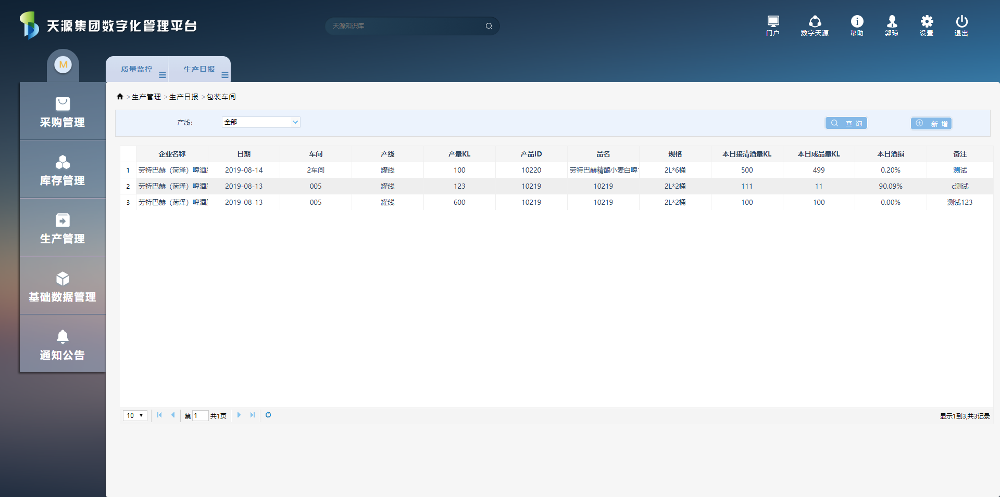 天源集团数字化管理平台
天源知识库
门户 数字天源 帮助 郭琼 设置 退出
M
质量监控 生产日报
采购管理
库存管理
生产管理
基础数据管理
通知公告
>生产管理 >生产日报 >包装车间
产线: 全部 查 询 新 增
企业名称 日期 车间 产线 产量KL 产品ID 品名 规格 本日接清酒量KL 本日成品量KL 本日酒损 备注
1 劳特巴赫（菏泽）啤酒 2019-08-14 2车间 罐线 100 10220 劳特巴赫精酿小麦白啤 2L*6桶 500 499 0.20% 测试
2 劳特巴赫（菏泽）啤酒 2019-08-13 005 罐线 123 10219 10219 2L*2桶 111 11 90.09% c测试
3 劳特巴赫（菏泽）啤酒 2019-08-13 005 罐线 600 10219 10219 2L*2桶 100 100 0.00% 测试123
10 第 1 共1页 显示1到3,共3记录